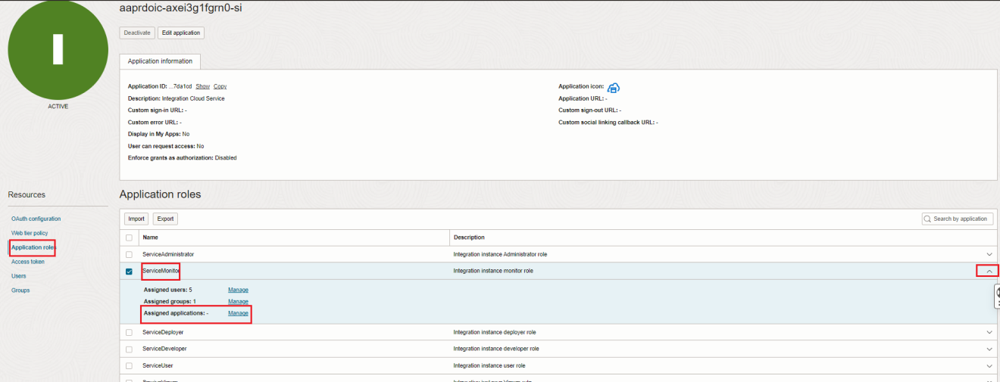 aaprdoic-axei3g1fgrn0-si
I
ACTIVE
Deactivate Edit application
Application information
Application ID: ...7da1cd Show Copy
Description: Integration Cloud Service
Custom sign-in URL: -
Custom error URL: -
Display in My Apps: No
User can request access: No
Enforce grants as authorization: Disabled
Application icon:
Application URL: -
Custom sign-out URL: -
Custom social linking callback URL: -
Resources
OAuth configuration
Web tier policy
Application roles
Access token
Users
Groups
Application roles
Import Export Search by application
Name Description
ServiceAdministrator Integration instance Administrator role
ServiceMonitor Integration instance monitor role
Assigned users: 5 Manage
Assigned groups: 1 Manage
Assigned applications: - Manage
ServiceDeployer Integration instance deployer role
ServiceDeveloper Integration instance developer role
ServiceUser Integration instance user role